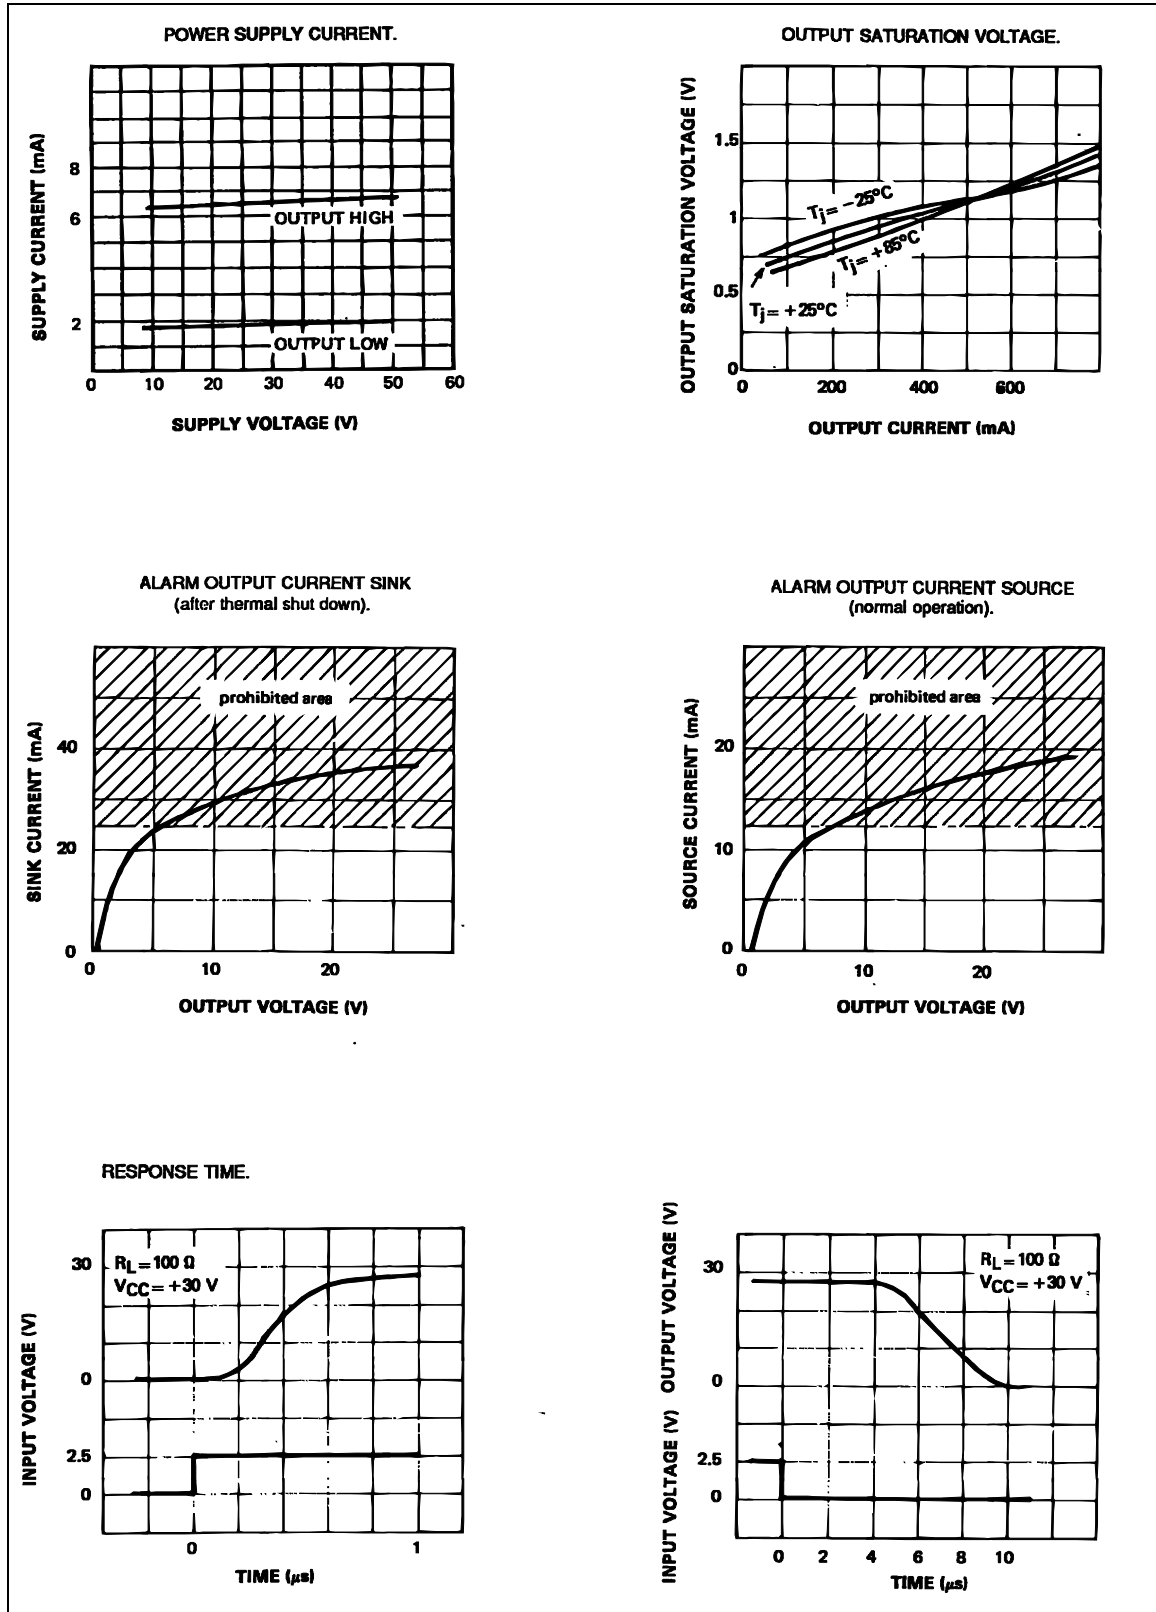 POWER SUPPLY CURRENT.
SUPPLY CURRENT (mA)
8
6
2
OUTPUT HIGH
OUTPUT LOW
0 10 20 30 40 50 60
SUPPLY VOLTAGE (V)
OUTPUT SATURATION VOLTAGE.
OUTPUT SATURATION VOLTAGE (V)
1.5
1
0.5
0
Tj= −25°C
Tj= +85°C
Tj= +25°C
0 200 400 600
OUTPUT CURRENT (mA)
ALARM OUTPUT CURRENT SINK
(after thermal shut down).
prohibited area
SINK CURRENT (mA)
40
20
0
0 10 20
OUTPUT VOLTAGE (V)
ALARM OUTPUT CURRENT SOURCE
(normal operation).
prohibited area
SOURCE CURRENT (mA)
20
10
0
0 10 20
OUTPUT VOLTAGE (V)
RESPONSE TIME.
INPUT VOLTAGE (V)
30
0
2.5
0
RL=100 Ω
VCC= +30 V
0 1
TIME (μs)
INPUT VOLTAGE (V) OUTPUT VOLTAGE (V)
30
0
2.5
0
RL=100 Ω
VCC= +30 V
0 2 4 6 8 10
TIME (μs)